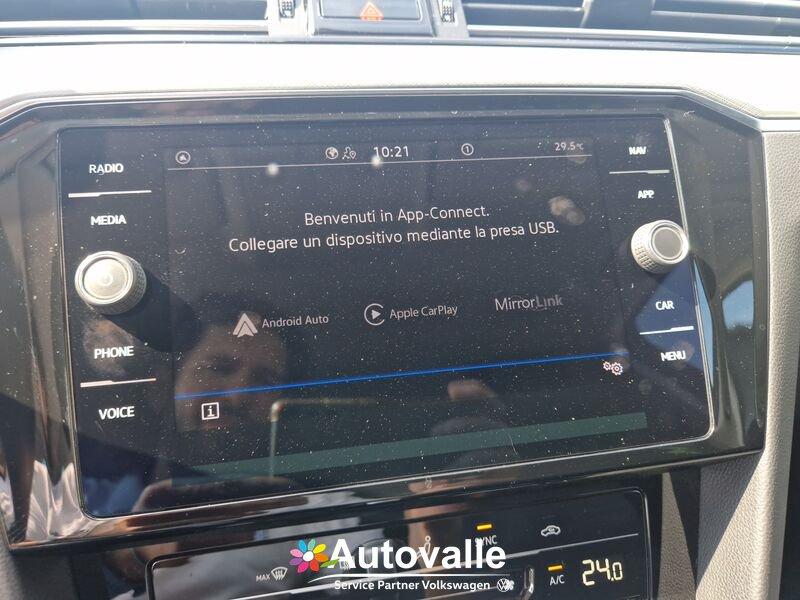 10:21
29.5°C
RADIO
NAV
MEDIA
APP
Benvenuti in App-Connect.
Collegare un dispositivo mediante la presa USB.
Android Auto
Apple CarPlay
MirrorLink
CAR
PHONE
MENU
VOICE
i
SYNC
MAX
A/C
24.0
Autovalle
Service Partner Volkswagen